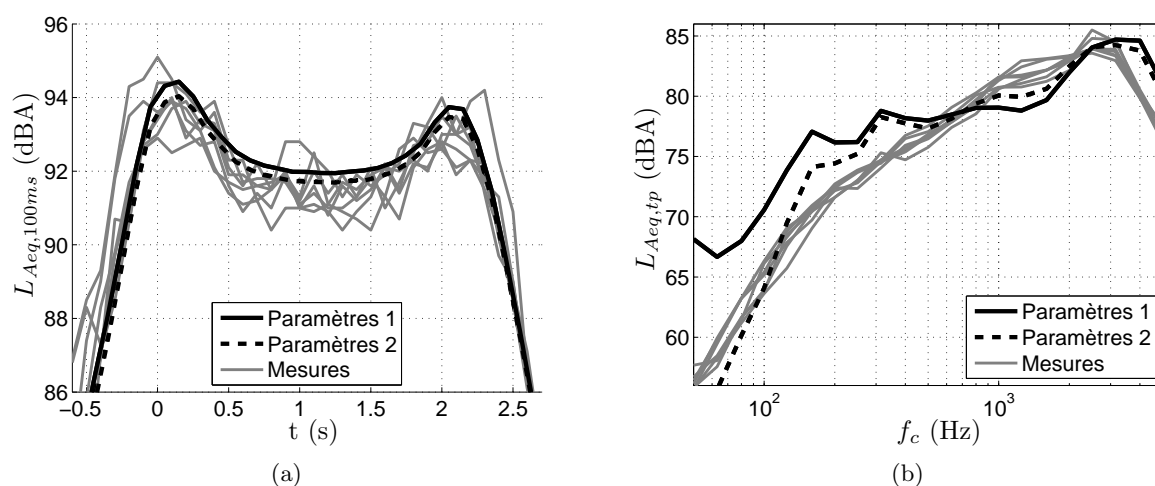 96
94
92
90
88
86
−0.5
0
0.5
1
1.5
2
2.5
L_{Aeq,100ms} (dBA)
t (s)
Paramètres 1
Paramètres 2
Mesures
(a)
85
80
75
70
65
60
10^2
10^3
L_{Aeq,tp} (dBA)
f_c (Hz)
Paramètres 1
Paramètres 2
Mesures
(b)